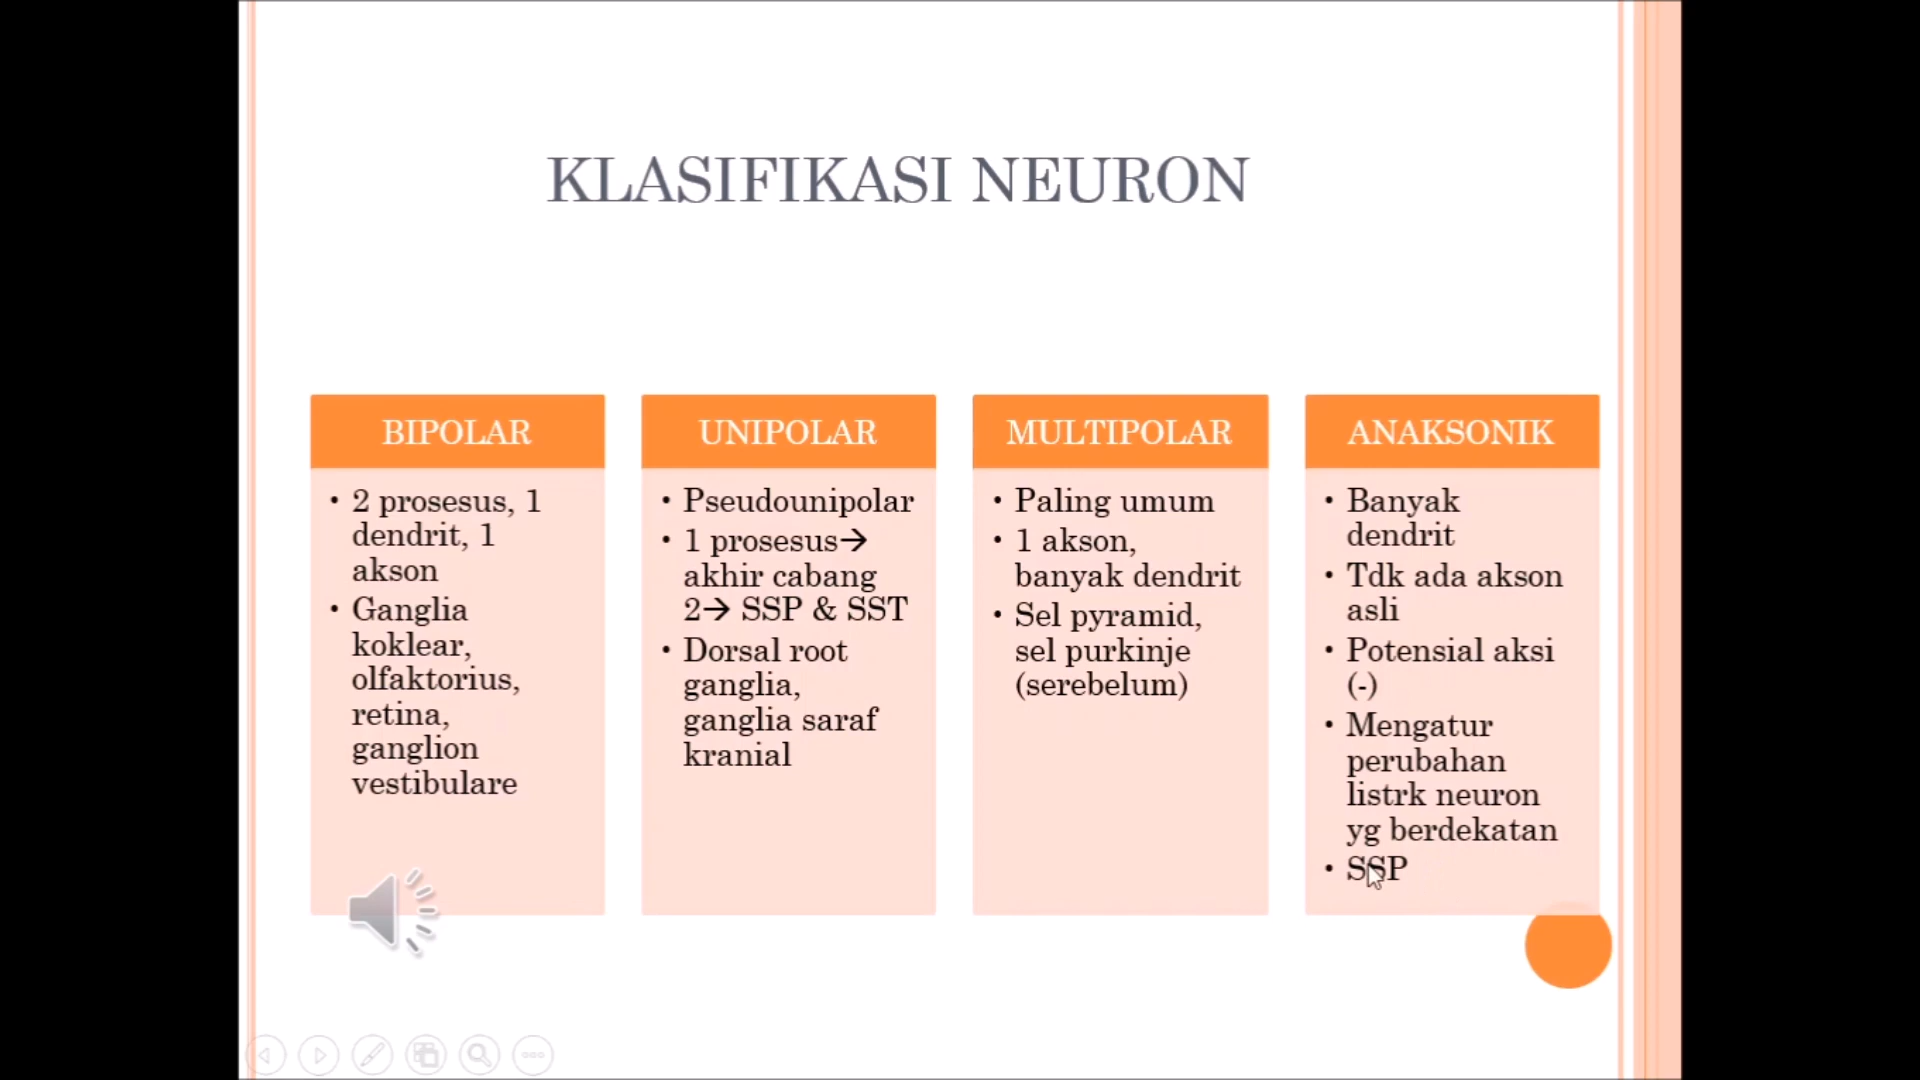 KLASIFIKASI NEURON
BIPOLAR
• 2 prosesus, 1
dendrit, 1
akson
• Ganglia
koklear,
olfaktorius,
retina,
ganglion
vestibulare
UNIPOLAR
• Pseudounipolar
• 1 prosesus→
akhir cabang
2→ SSP & SST
• Dorsal root
ganglia,
ganglia saraf
kranial
MULTIPOLAR
• Paling umum
• 1 akson,
banyak dendrit
• Sel pyramid,
sel purkinje
(serebelum)
ANAKSONIK
• Banyak
dendrit
• Tdk ada akson
asli
• Potensial aksi
(-)
• Mengatur
perubahan
listrk neuron
yg berdekatan
• SSP